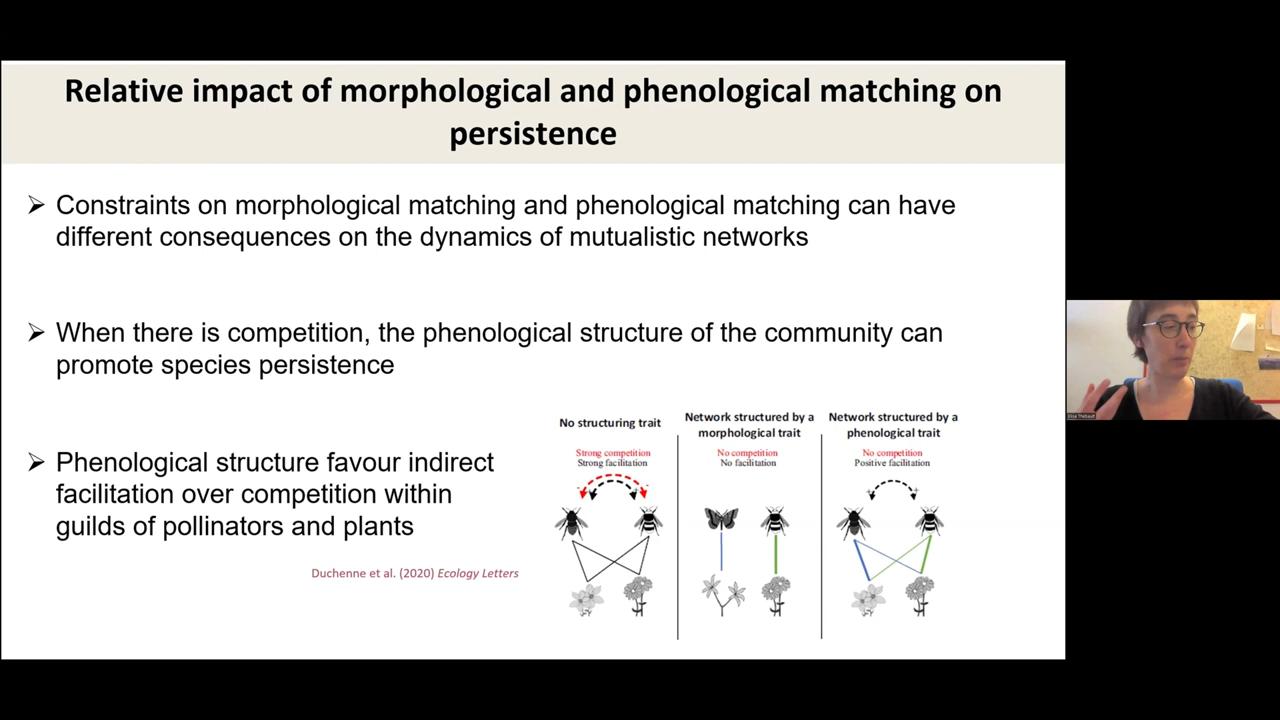 Relative impact of morphological and phenological matching on
persistence
➢ Constraints on morphological matching and phenological matching can have
different consequences on the dynamics of mutualistic networks
➢ When there is competition, the phenological structure of the community can
promote species persistence
➢ Phenological structure favour indirect
facilitation over competition within
guilds of pollinators and plants
Duchenne et al. (2020) Ecology Letters
No structuring trait
Strong competition
Strong facilitation
Network structured by a
morphological trait
No competition
No facilitation
Network structured by a
phenological trait
No competition
Positive facilitation
Elisa Thébault